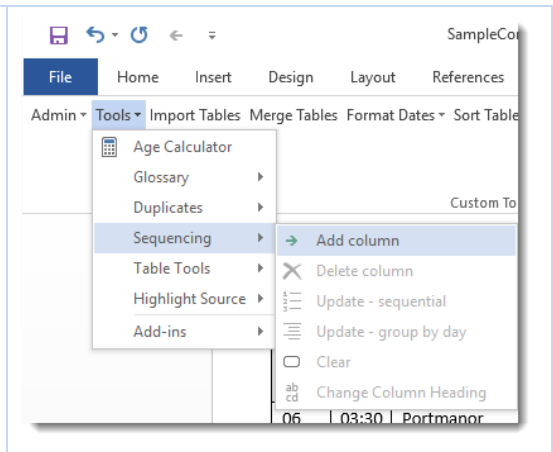 SampleCo
File Home Insert Design Layout References
Admin Tools Import Tables Merge Tables Format Dates Sort Table
Age Calculator
Glossary
Duplicates
Custom To
Sequencing
Add column
Table Tools
Delete column
Highlight Source
Update - sequential
Add-ins
Update - group by day
Clear
ab cd Change Column Heading
06 03:30 Portmanor